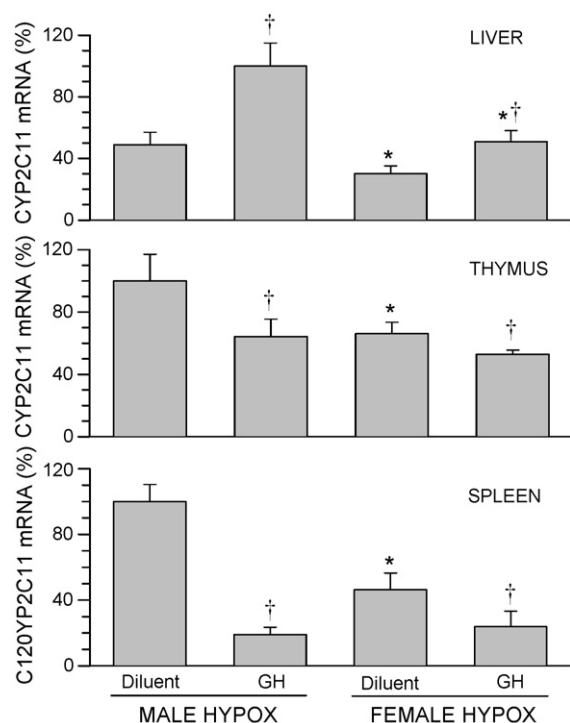 CYP2C11 mRNA (%)
120
80
40
0
LIVER
†
*
*†
CYP2C11 mRNA (%)
120
80
40
0
THYMUS
†
*
†
C120YP2C11 mRNA (%)
120
80
40
0
SPLEEN
†
*
†
Diluent GH Diluent GH
MALE HYPOX FEMALE HYPOX